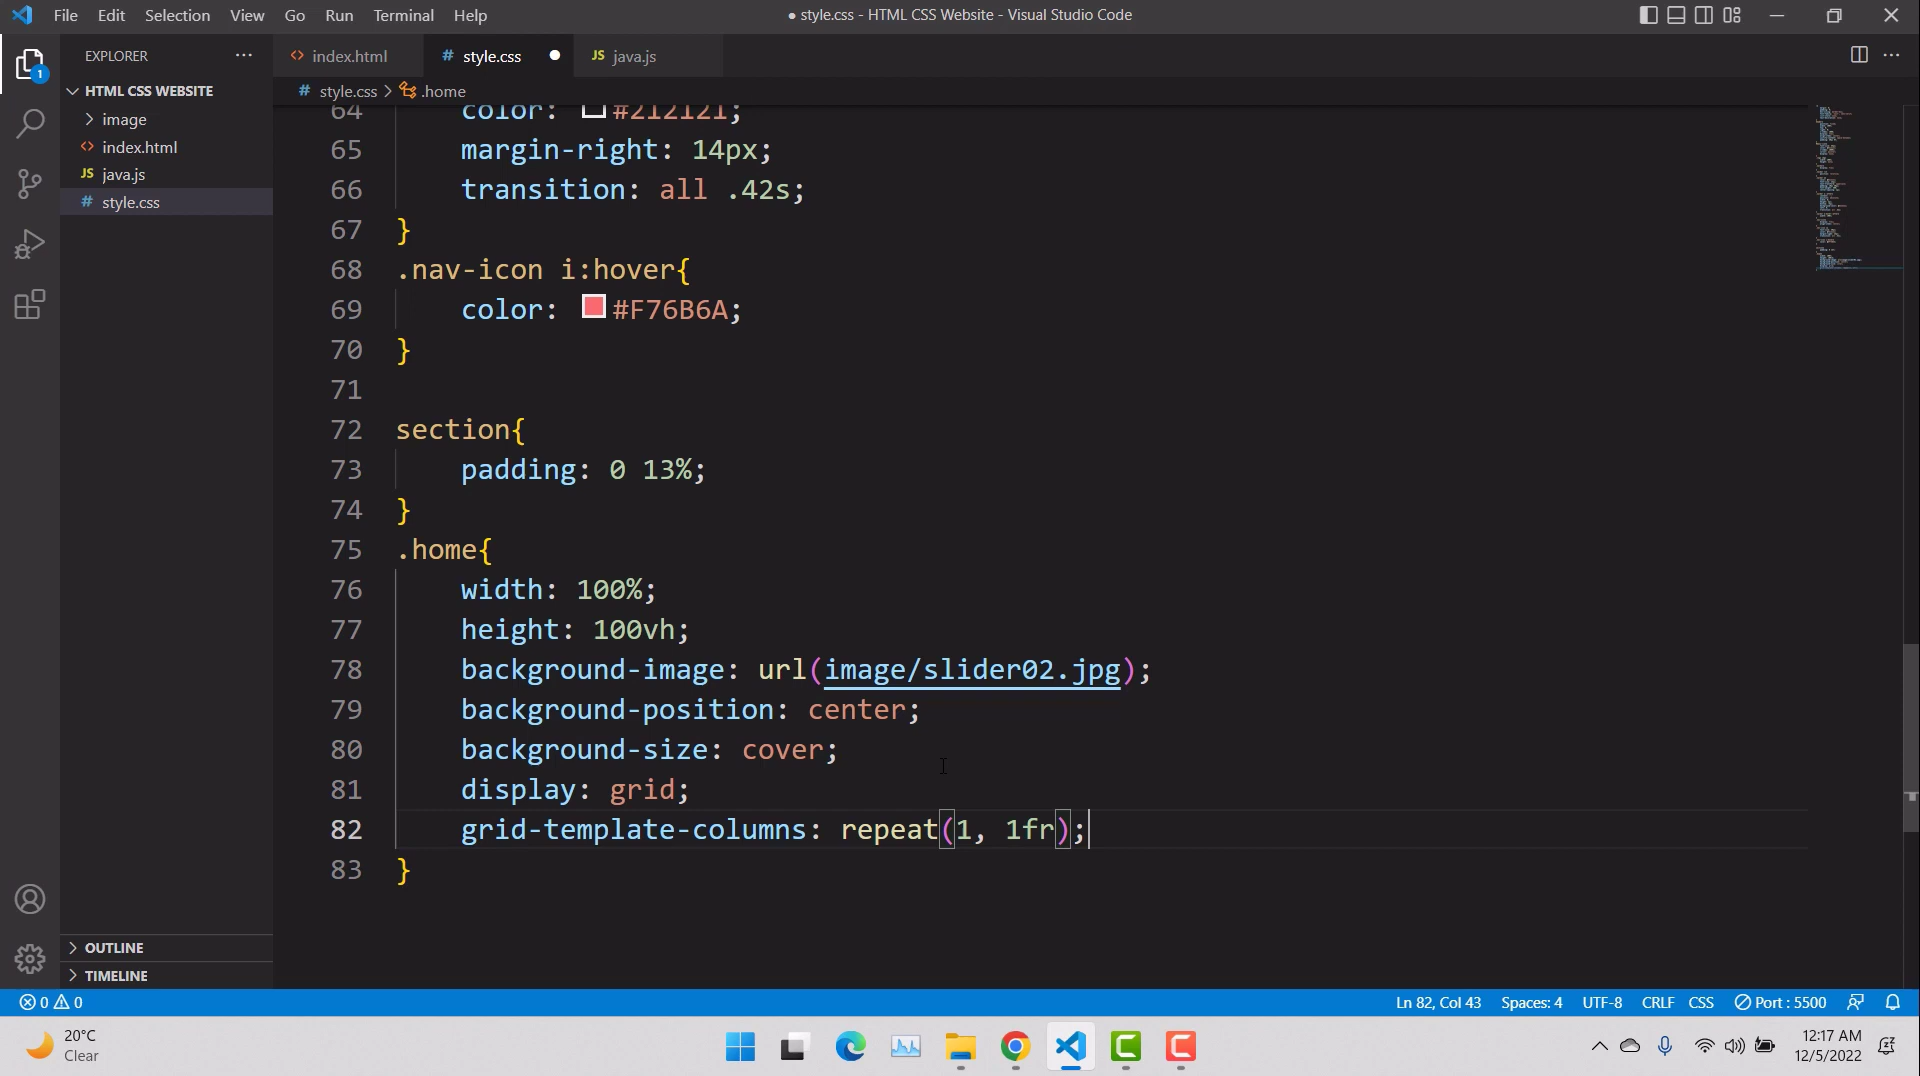 File Edit Selection View Go Run Terminal Help
● style.css - HTML CSS Website - Visual Studio Code
EXPLORER
HTML CSS WEBSITE
image
index.html
JS java.js
# style.css
OUTLINE
TIMELINE
1
index.html
# style.css
JS java.js
# style.css > .home
64 color: #212121;
65 margin-right: 14px;
66 transition: all .42s;
67 }
68 .nav-icon i:hover{
69 color: #F76B6A;
70 }
71
72 section{
73 padding: 0 13%;
74 }
75 .home{
76 width: 100%;
77 height: 100vh;
78 background-image: url(image/slider02.jpg);
79 background-position: center;
80 background-size: cover;
81 display: grid;
82 grid-template-columns: repeat(1, 1fr);
83 }
0 0
Ln 82, Col 43 Spaces: 4 UTF-8 CRLF CSS Port : 5500
20°C
Clear
12:17 AM
12/5/2022